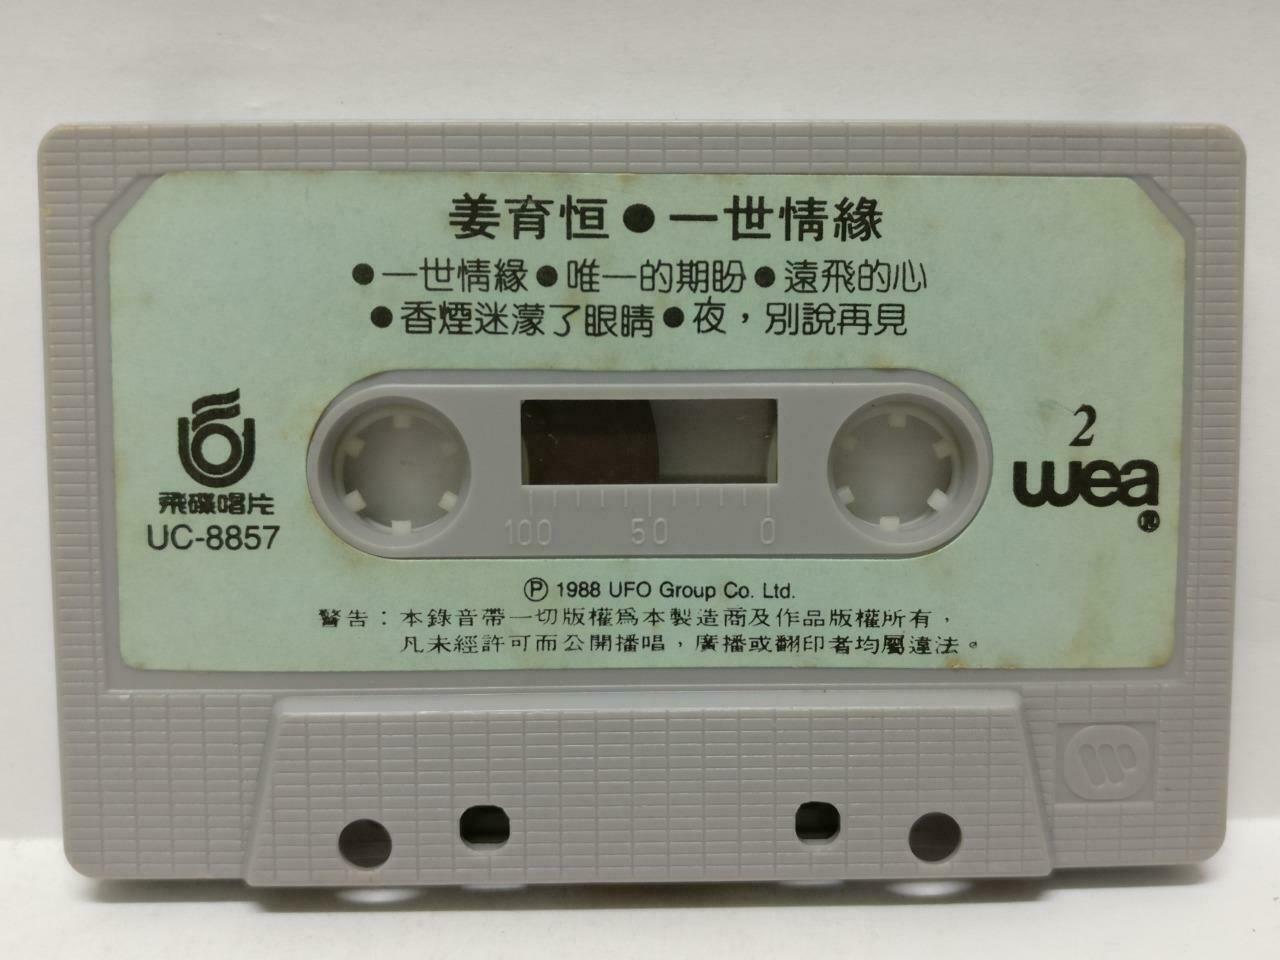 姜育恒●一世情緣
●一世情緣●唯一的期盼●遠飛的心
●香煙迷濛了眼睛●夜，別說再見
飛碟唱片
UC-8857
2
wea
®
100 50 0
Ⓟ 1988 UFO Group Co. Ltd.
警告：本錄音帶一切版權為本製造商及作品版權所有，
凡未經許可而公開播唱，廣播或翻印者均屬違法。